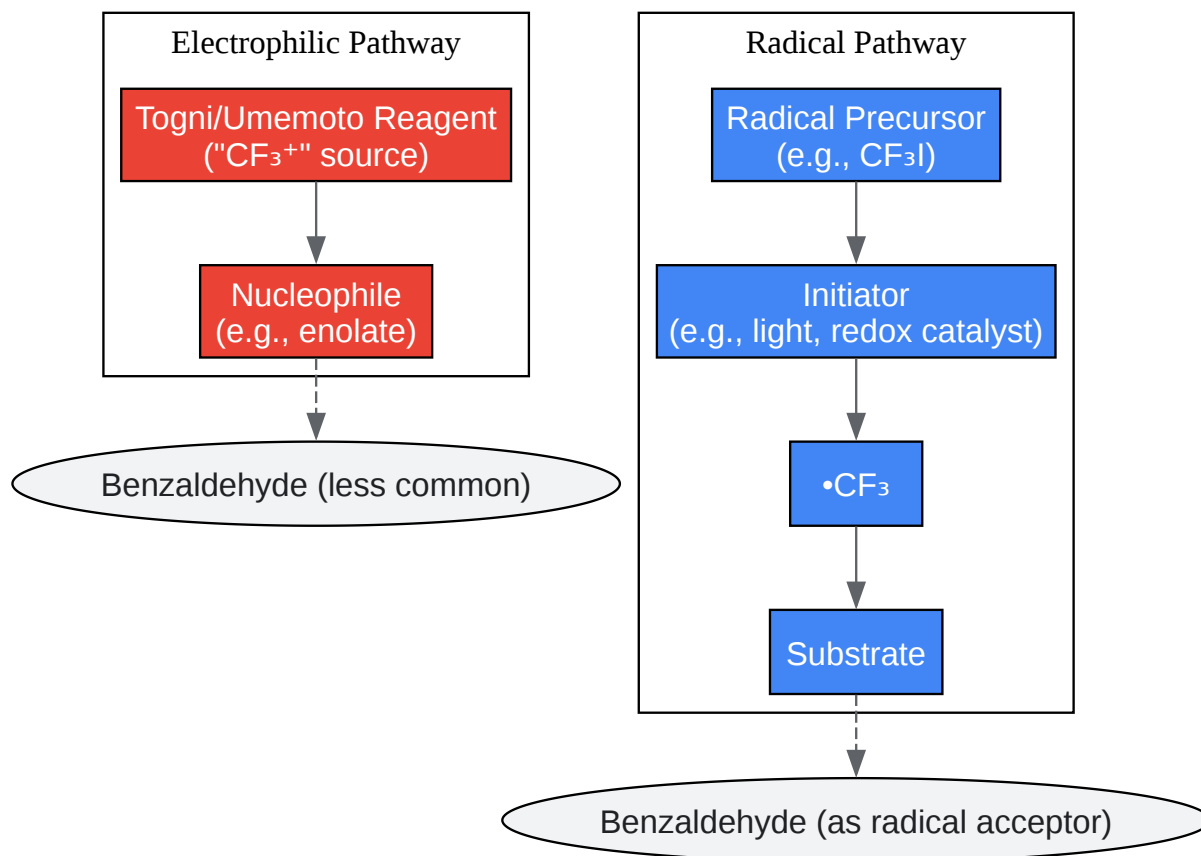 Electrophilic Pathway
Togni/Umemoto Reagent
("CF₃⁺" source)
Nucleophile
(e.g., enolate)
Benzaldehyde (less common)
Radical Pathway
Radical Precursor
(e.g., CF₃I)
Initiator
(e.g., light, redox catalyst)
•CF₃
Substrate
Benzaldehyde (as radical acceptor)